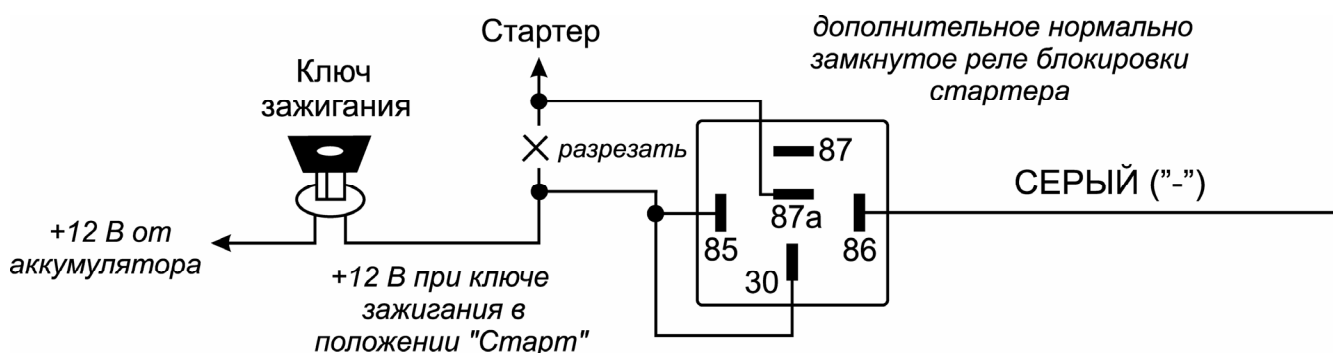 Стартер
дополнительное нормально
замкнутое реле блокировки
стартера
Ключ
зажигания
разрезать
87
СЕРЫЙ ("-")
87а
85
86
30
+12 В от
аккумулятора
+12 В при ключе
зажигания в
положении "Старт"